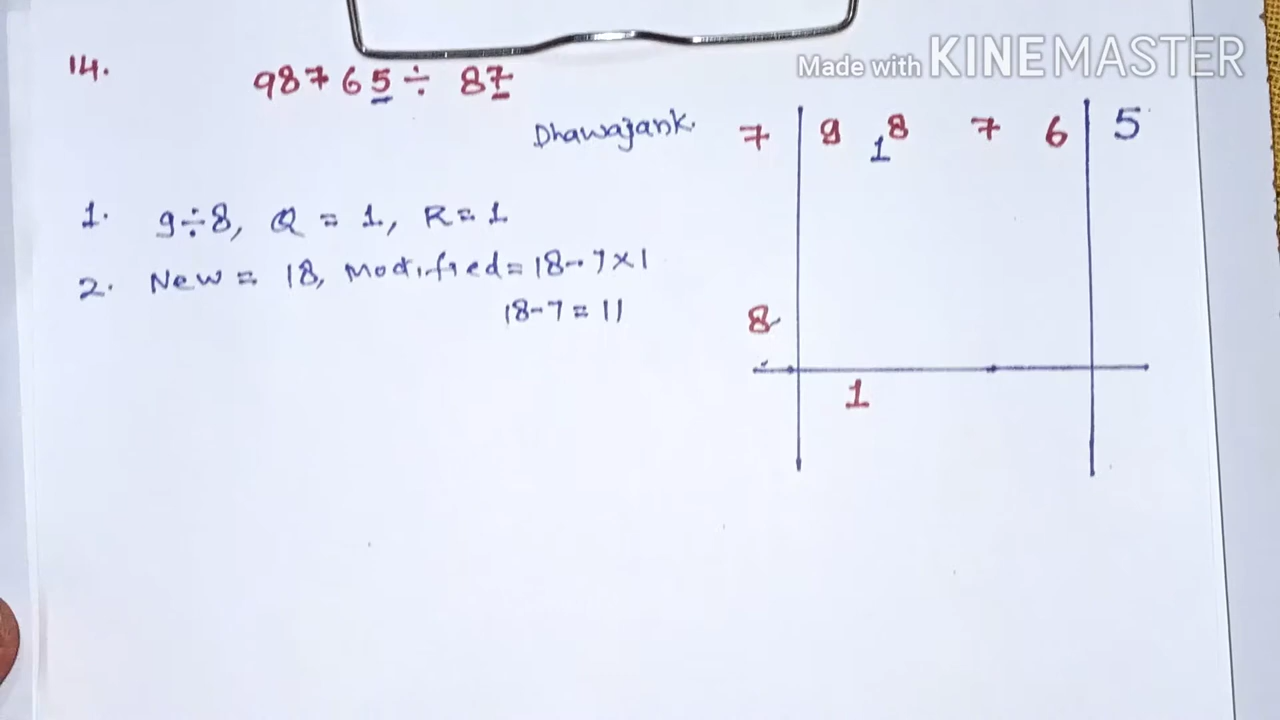 Made with KINEMASTER
14. 98765 ÷ 87
Dhawajank. 7 9 1 8 7 6 5
1. 9÷8, Q = 1, R = 1
2. New = 18, Modified = 18-7×1
18-7 = 11
8
1